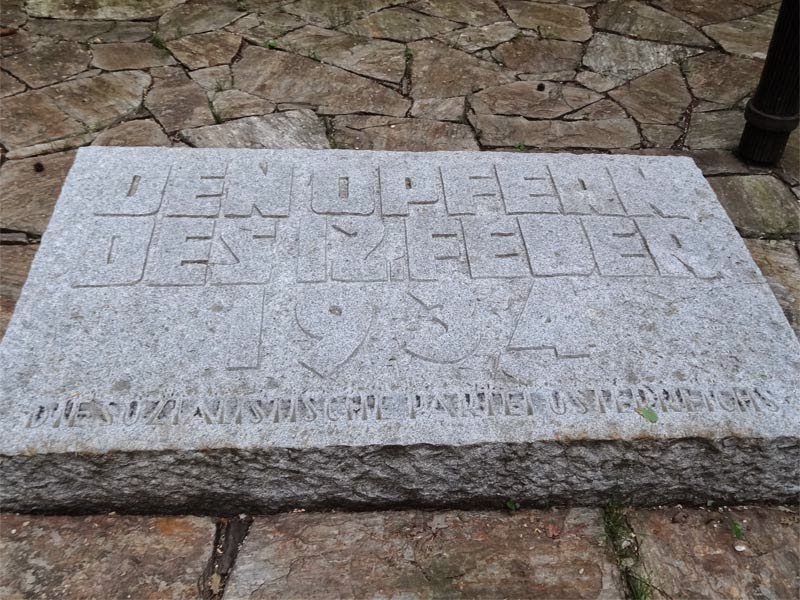 DEN OPFERN
DES 12. FEBER
1934
DIE SOZIALISTISCHE PARTEI ÖSTERREICHS